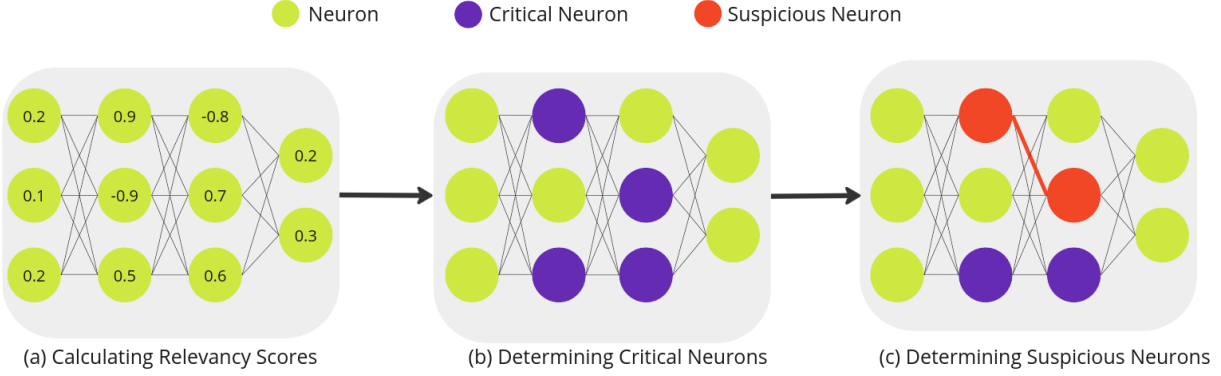 Neuron Critical Neuron Suspicious Neuron
0.2 0.9 -0.8
0.2
0.1 -0.9 0.7
0.3
0.2 0.5 0.6
(a) Calculating Relevancy Scores
(b) Determining Critical Neurons
(c) Determining Suspicious Neurons